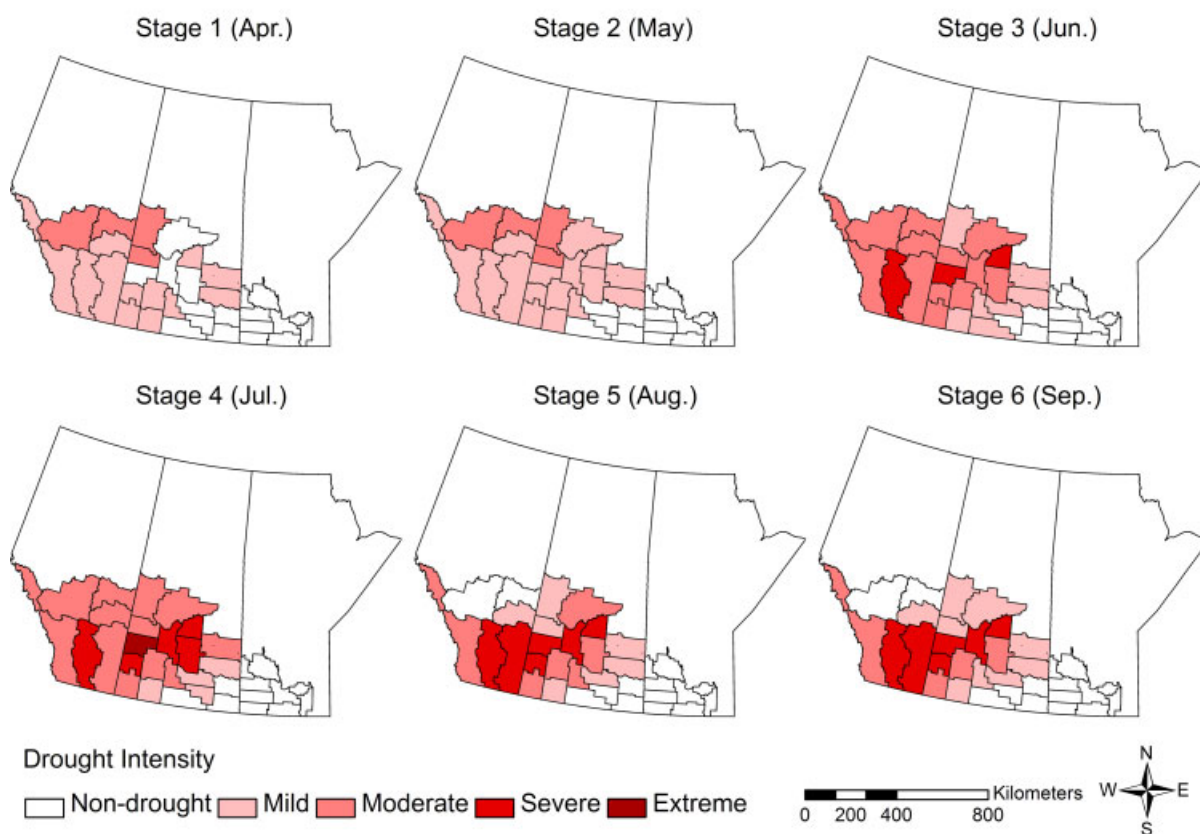 Stage 1 (Apr.)
Stage 2 (May)
Stage 3 (Jun.)
Stage 4 (Jul.)
Stage 5 (Aug.)
Stage 6 (Sep.)
Drought Intensity
Non-drought Mild Moderate Severe Extreme
Kilometers
0 200 400 800
N
W E
S